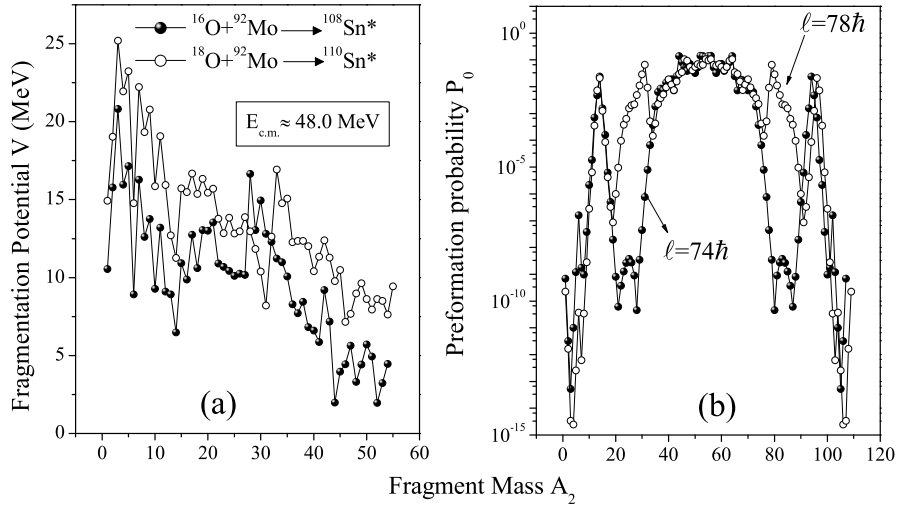 Fragmentation Potential V (MeV)
25
20
15
10
5
0
0 10 20 30 40 50 60
¹⁶O+⁹²Mo → ¹⁰⁸Sn*
¹⁸O+⁹²Mo → ¹¹⁰Sn*
E_c.m. ≈ 48.0 MeV
(a)
Preformation probability P₀
10⁰
10⁻⁵
10⁻¹⁰
10⁻¹⁵
0 20 40 60 80 100 120
ℓ=78ℏ
ℓ=74ℏ
(b)
Fragment Mass A₂